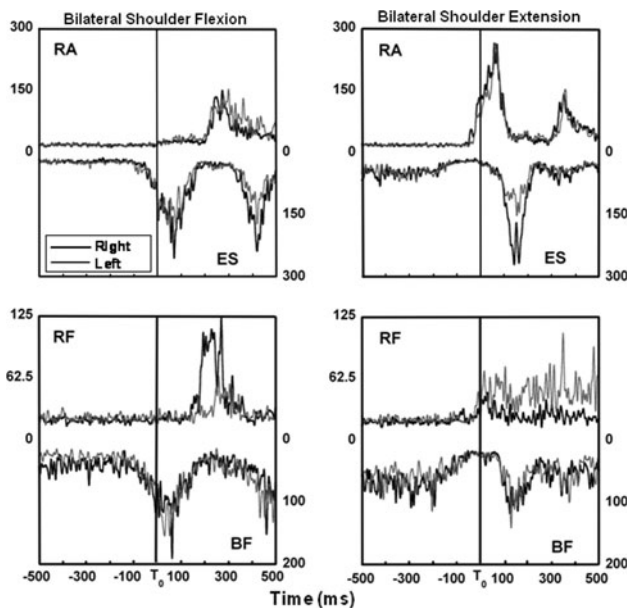 Bilateral Shoulder Flexion
Bilateral Shoulder Extension
300
RA
150
0
0
150
Right
Left
ES
300
300
RA
150
0
0
150
ES
300
125
RF
62.5
0
0
100
BF
200
125
RF
62.5
0
0
100
BF
200
-500 -300 -100 T0 100 300 500
-500 -300 -100 T0 100 300 500
Time (ms)